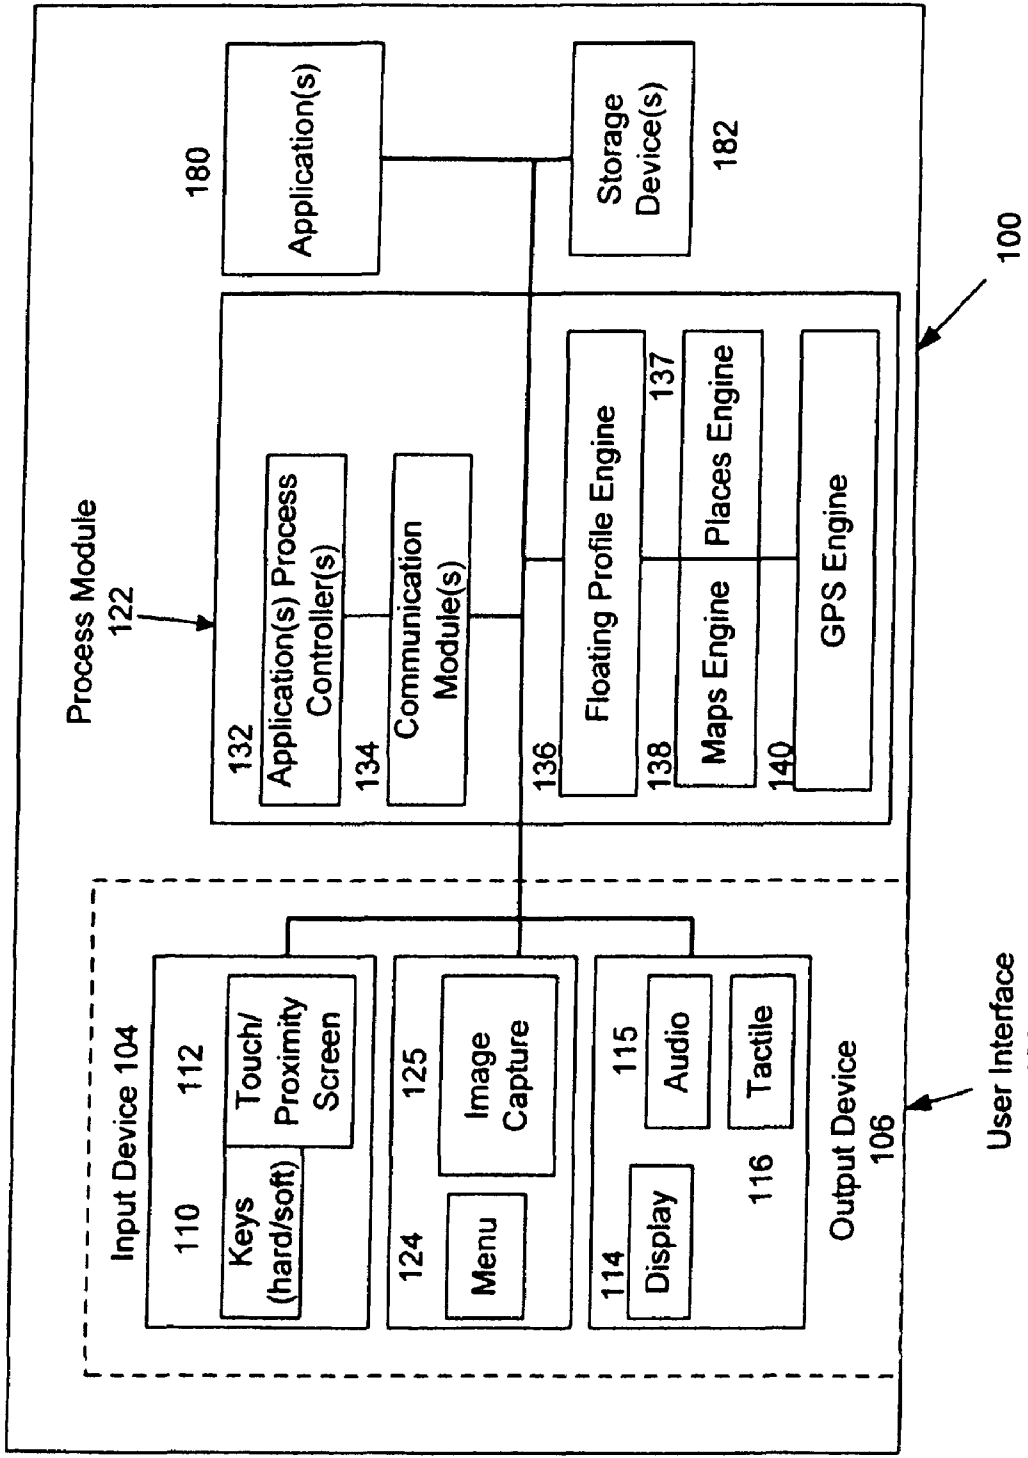 Input Device 104
110
112
Keys
(hard/soft)
Touch/
Proximity
Screen
124
125
Menu
Image
Capture
114
115
Display
Audio
116
Tactile
Output Device
106
User Interface
Process Module
122
132
Application(s) Process
Controller(s)
134
Communication
Module(s)
136
Floating Profile Engine
138
137
Maps Engine
Places Engine
140
GPS Engine
180
Application(s)
Storage
Device(s)
182
100